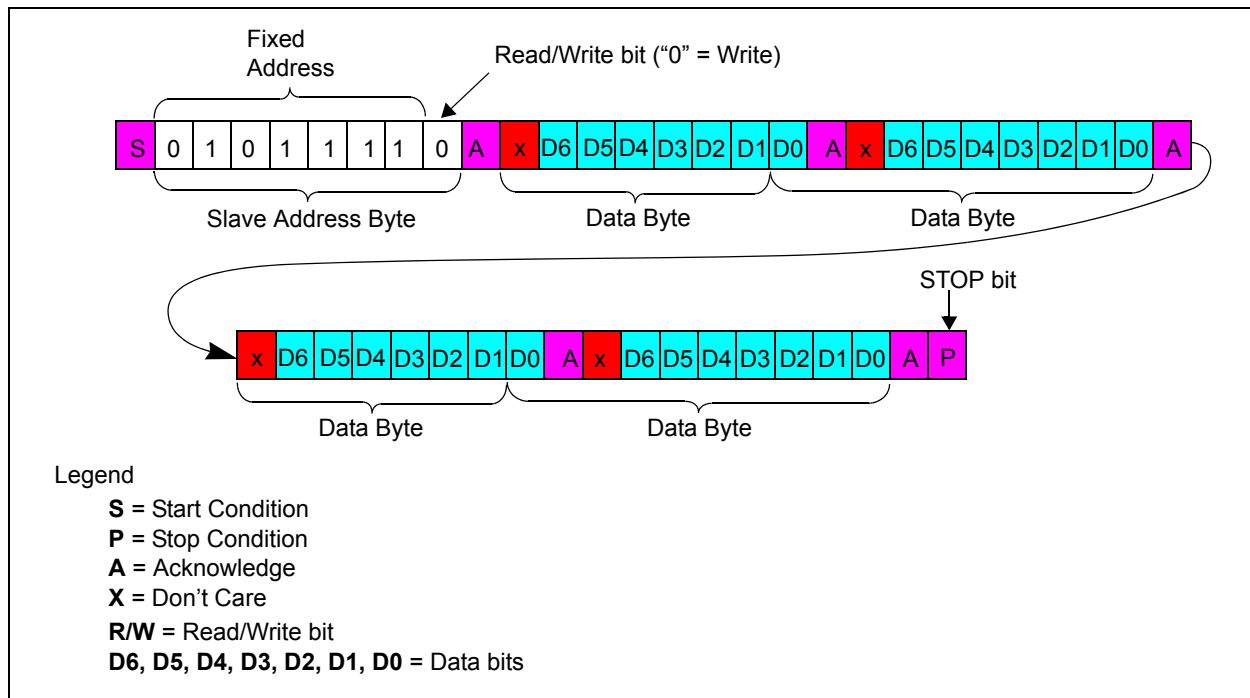 Fixed
Address
Read/Write bit (“0” = Write)
S 0 1 0 1 1 1 1 0 A x D6 D5 D4 D3 D2 D1 D0 A x D6 D5 D4 D3 D2 D1 D0 A
Slave Address Byte Data Byte Data Byte
STOP bit
x D6 D5 D4 D3 D2 D1 D0 A x D6 D5 D4 D3 D2 D1 D0 A P
Data Byte Data Byte
Legend
S = Start Condition
P = Stop Condition
A = Acknowledge
X = Don’t Care
R/W = Read/Write bit
D6, D5, D4, D3, D2, D1, D0 = Data bits